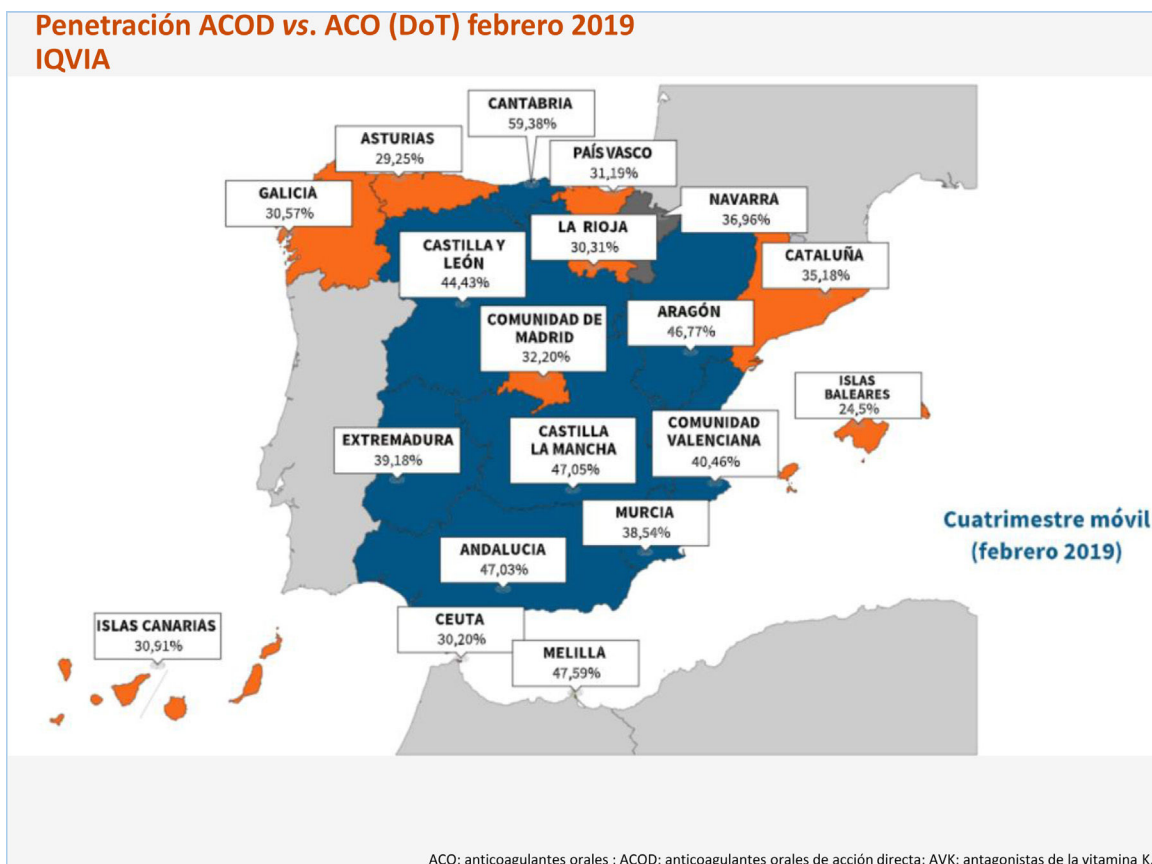 Penetración ACOD vs. ACO (DoT) febrero 2019
IQVIA
CANTABRIA
59,38%
ASTURIAS
29,25%
PAÍS VASCO
31,19%
GALICIA
30,57%
NAVARRA
36,96%
LA RIOJA
30,31%
CASTILLA Y
LEÓN
44,43%
CATALUÑA
35,18%
COMUNIDAD DE
MADRID
32,20%
ARAGÓN
46,77%
ISLAS
BALEARES
24,5%
EXTREMADURA
39,18%
CASTILLA
LA MANCHA
47,05%
COMUNIDAD
VALENCIANA
40,46%
MURCIA
38,54%
Cuatrimestre móvil
(febrero 2019)
ANDALUCIA
47,03%
ISLAS CANARIAS
30,91%
CEUTA
30,20%
MELILLA
47,59%
ACO: anticoagulantes orales ; ACOD: anticoagulantes orales de acción directa; AVK: antagonistas de la vitamina K.